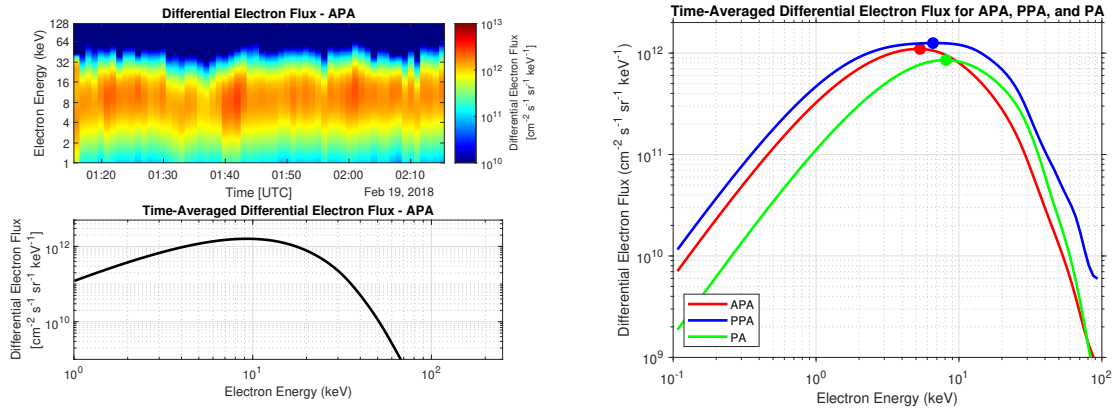 Differential Electron Flux - APA
Electron Energy (keV)
128
64
32
16
8
4
2
1
01:20
01:30
01:40
01:50
02:00
02:10
Time [UTC]
Feb 19, 2018
10^13
10^12
10^11
10^10
Differential Electron Flux
[cm^-2 s^-1 sr^-1 keV^-1]
Time-Averaged Differential Electron Flux - APA
Differential Electron Flux
[cm^-2 s^-1 sr^-1 keV^-1]
10^12
10^10
10^0
10^1
10^2
Electron Energy (keV)
Time-Averaged Differential Electron Flux for APA, PPA, and PA
Differential Electron Flux (cm^-2 s^-1 sr^-1 keV^-1)
10^12
10^11
10^10
10^9
APA
PPA
PA
10^-1
10^0
10^1
10^2
Electron Energy (keV)